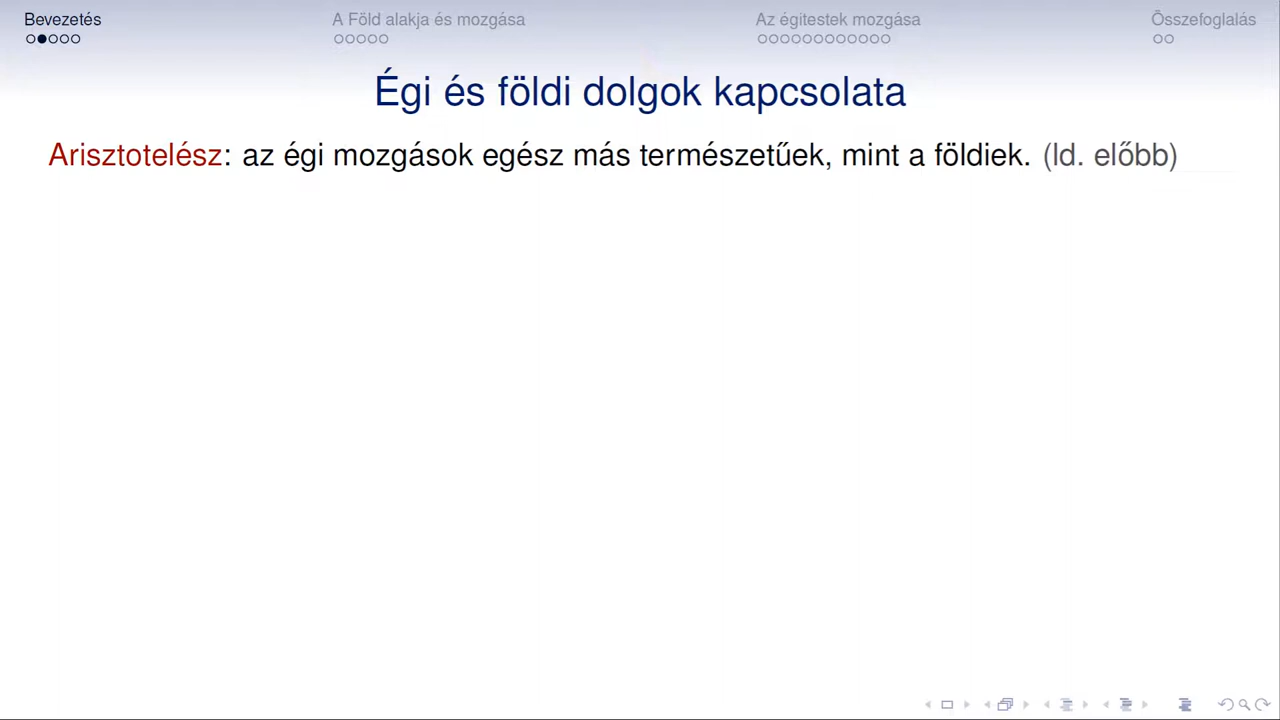 Bevezetés
A Föld alakja és mozgása
Az égitestek mozgása
Összefoglalás
Égi és földi dolgok kapcsolata
Arisztotelész: az égi mozgások egész más természetűek, mint a földiek. (ld. előbb)